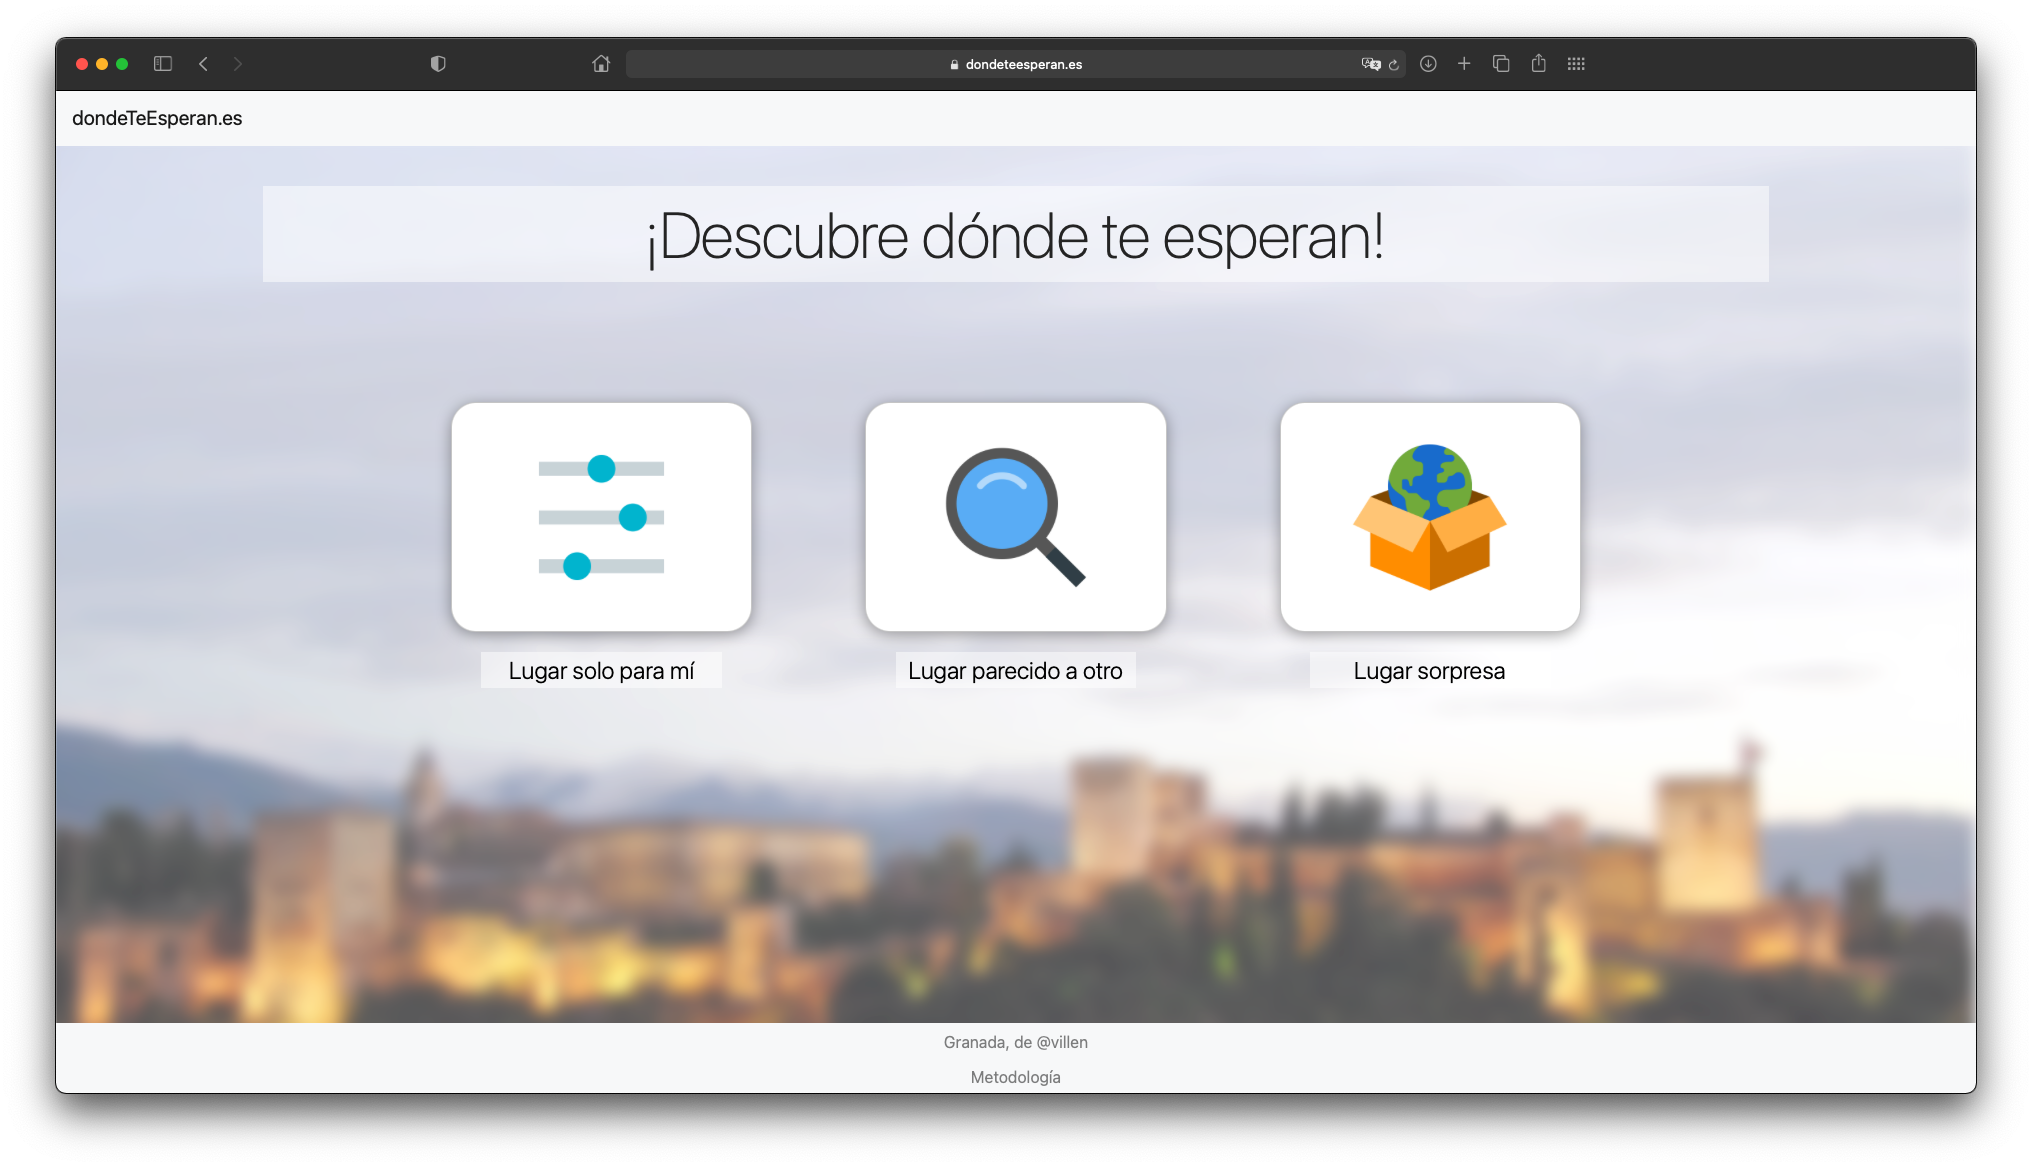 dondeteesperan.es
dondeTeEsperan.es
¡Descubre dónde te esperan!
Lugar solo para mí
Lugar parecido a otro
Lugar sorpresa
Granada, de @villen
Metodología